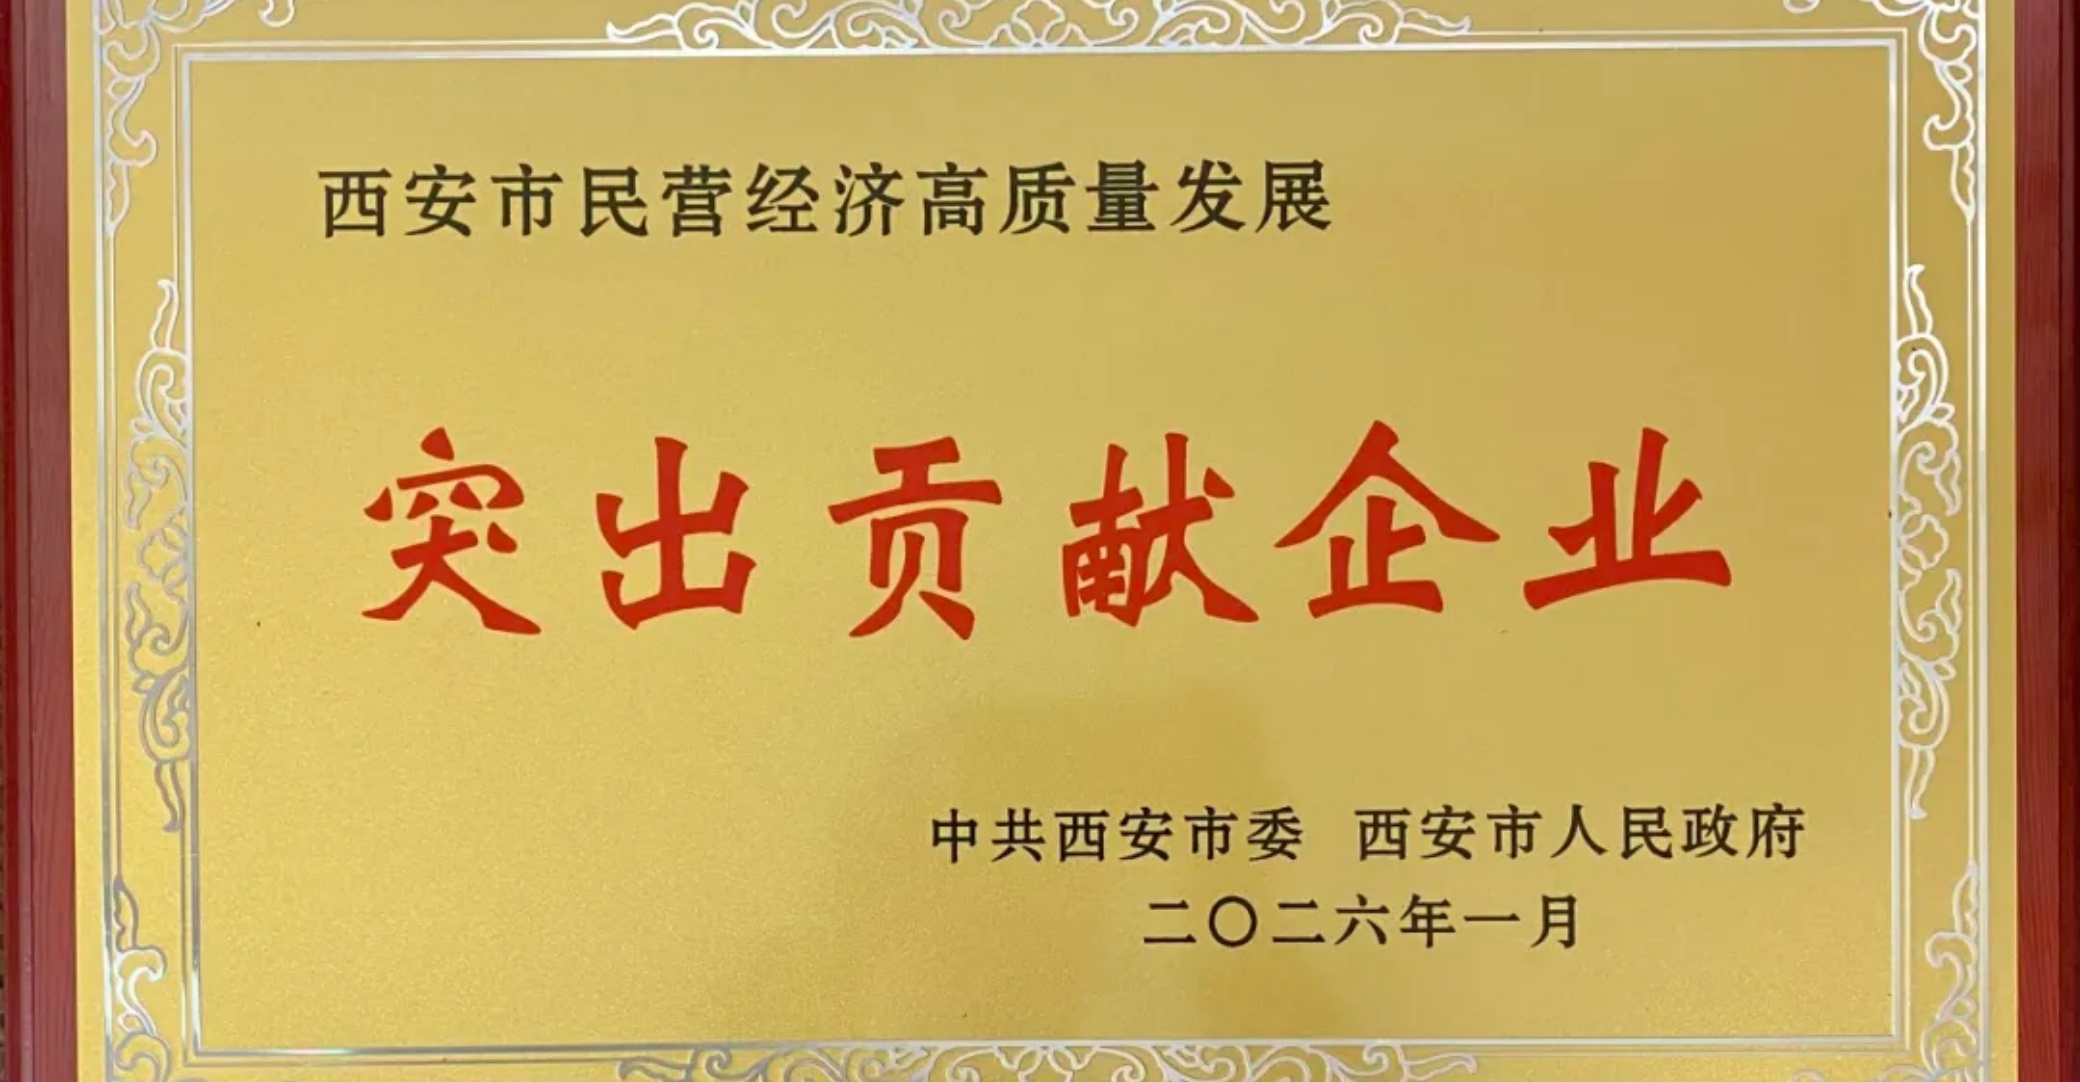 西安市民营经济高质量发展
突出贡献企业
中共西安市委 西安市人民政府
二〇二六年一月